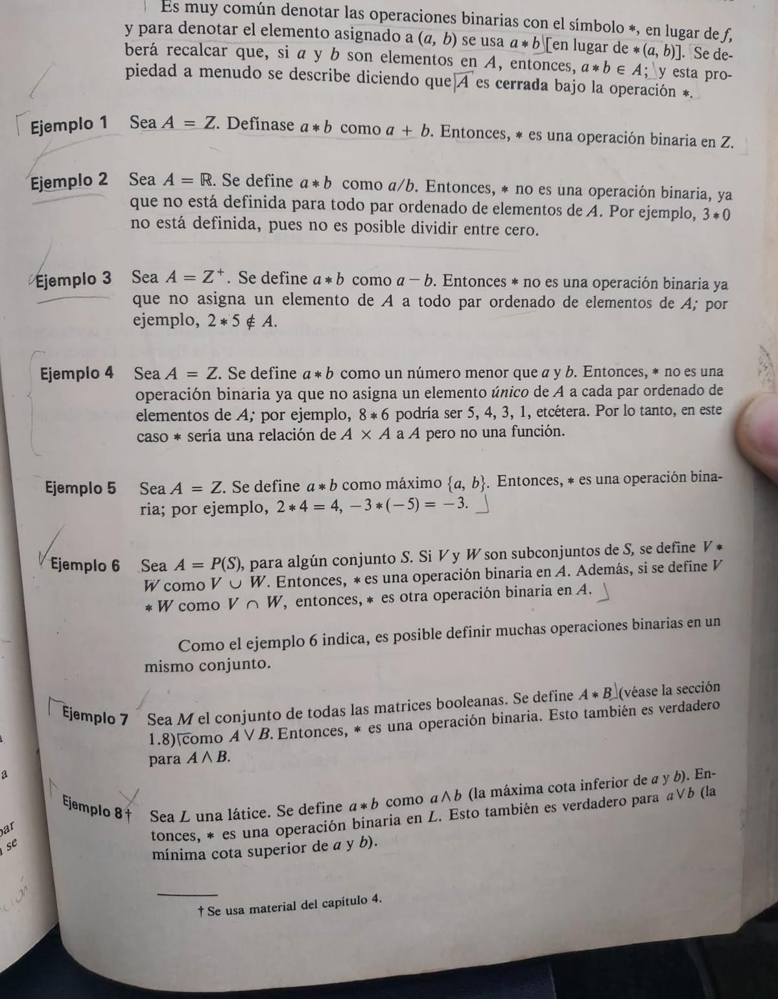 Es muy común denotar las operaciones binarias con el símbolo *, en lugar de f,
y para denotar el elemento asignado a (a, b) se usa a * b [en lugar de * (a, b)]. Se de-
berá recalcar que, si a y b son elementos en A, entonces, a * b ∈ A; y esta pro-
piedad a menudo se describe diciendo que A es cerrada bajo la operación *.
Ejemplo 1 Sea A = Z. Defínase a * b como a + b. Entonces, * es una operación binaria en Z.
Ejemplo 2 Sea A = ℝ. Se define a * b como a/b. Entonces, * no es una operación binaria, ya
que no está definida para todo par ordenado de elementos de A. Por ejemplo, 3 * 0
no está definida, pues no es posible dividir entre cero.
Ejemplo 3 Sea A = Z⁺. Se define a * b como a − b. Entonces * no es una operación binaria ya
que no asigna un elemento de A a todo par ordenado de elementos de A; por
ejemplo, 2 * 5 ∉ A.
Ejemplo 4 Sea A = Z. Se define a * b como un número menor que a y b. Entonces, * no es una
operación binaria ya que no asigna un elemento único de A a cada par ordenado de
elementos de A; por ejemplo, 8 * 6 podría ser 5, 4, 3, 1, etcétera. Por lo tanto, en este
caso * sería una relación de A × A a A pero no una función.
Ejemplo 5 Sea A = Z. Se define a * b como máximo {a, b}. Entonces, * es una operación bina-
ria; por ejemplo, 2 * 4 = 4, −3 * (−5) = −3.
Ejemplo 6 Sea A = P(S), para algún conjunto S. Si V y W son subconjuntos de S, se define V *
W como V ∪ W. Entonces, * es una operación binaria en A. Además, si se define V
* W como V ∩ W, entonces, * es otra operación binaria en A.
Como el ejemplo 6 indica, es posible definir muchas operaciones binarias en un
mismo conjunto.
Ejemplo 7 Sea M el conjunto de todas las matrices booleanas. Se define A * B (véase la sección
1.8) como A ∨ B. Entonces, * es una operación binaria. Esto también es verdadero
para A ∧ B.
Ejemplo 8† Sea L una látice. Se define a * b como a ∧ b (la máxima cota inferior de a y b). En-
tonces, * es una operación binaria en L. Esto también es verdadero para a ∨ b (la
mínima cota superior de a y b).
† Se usa material del capítulo 4.
a
se